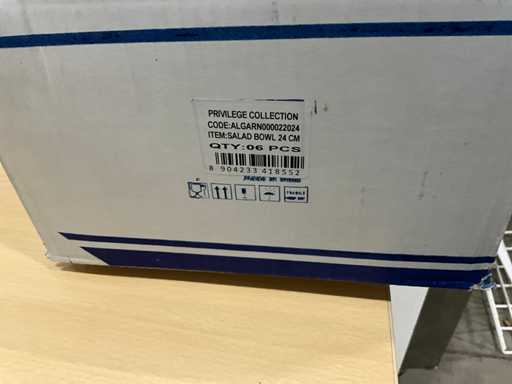 PRIVILEGE COLLECTION
CODE:ALGARN000022024
ITEM:SALAD BOWL 24 CM
QTY:06 PCS
8 904233 418552